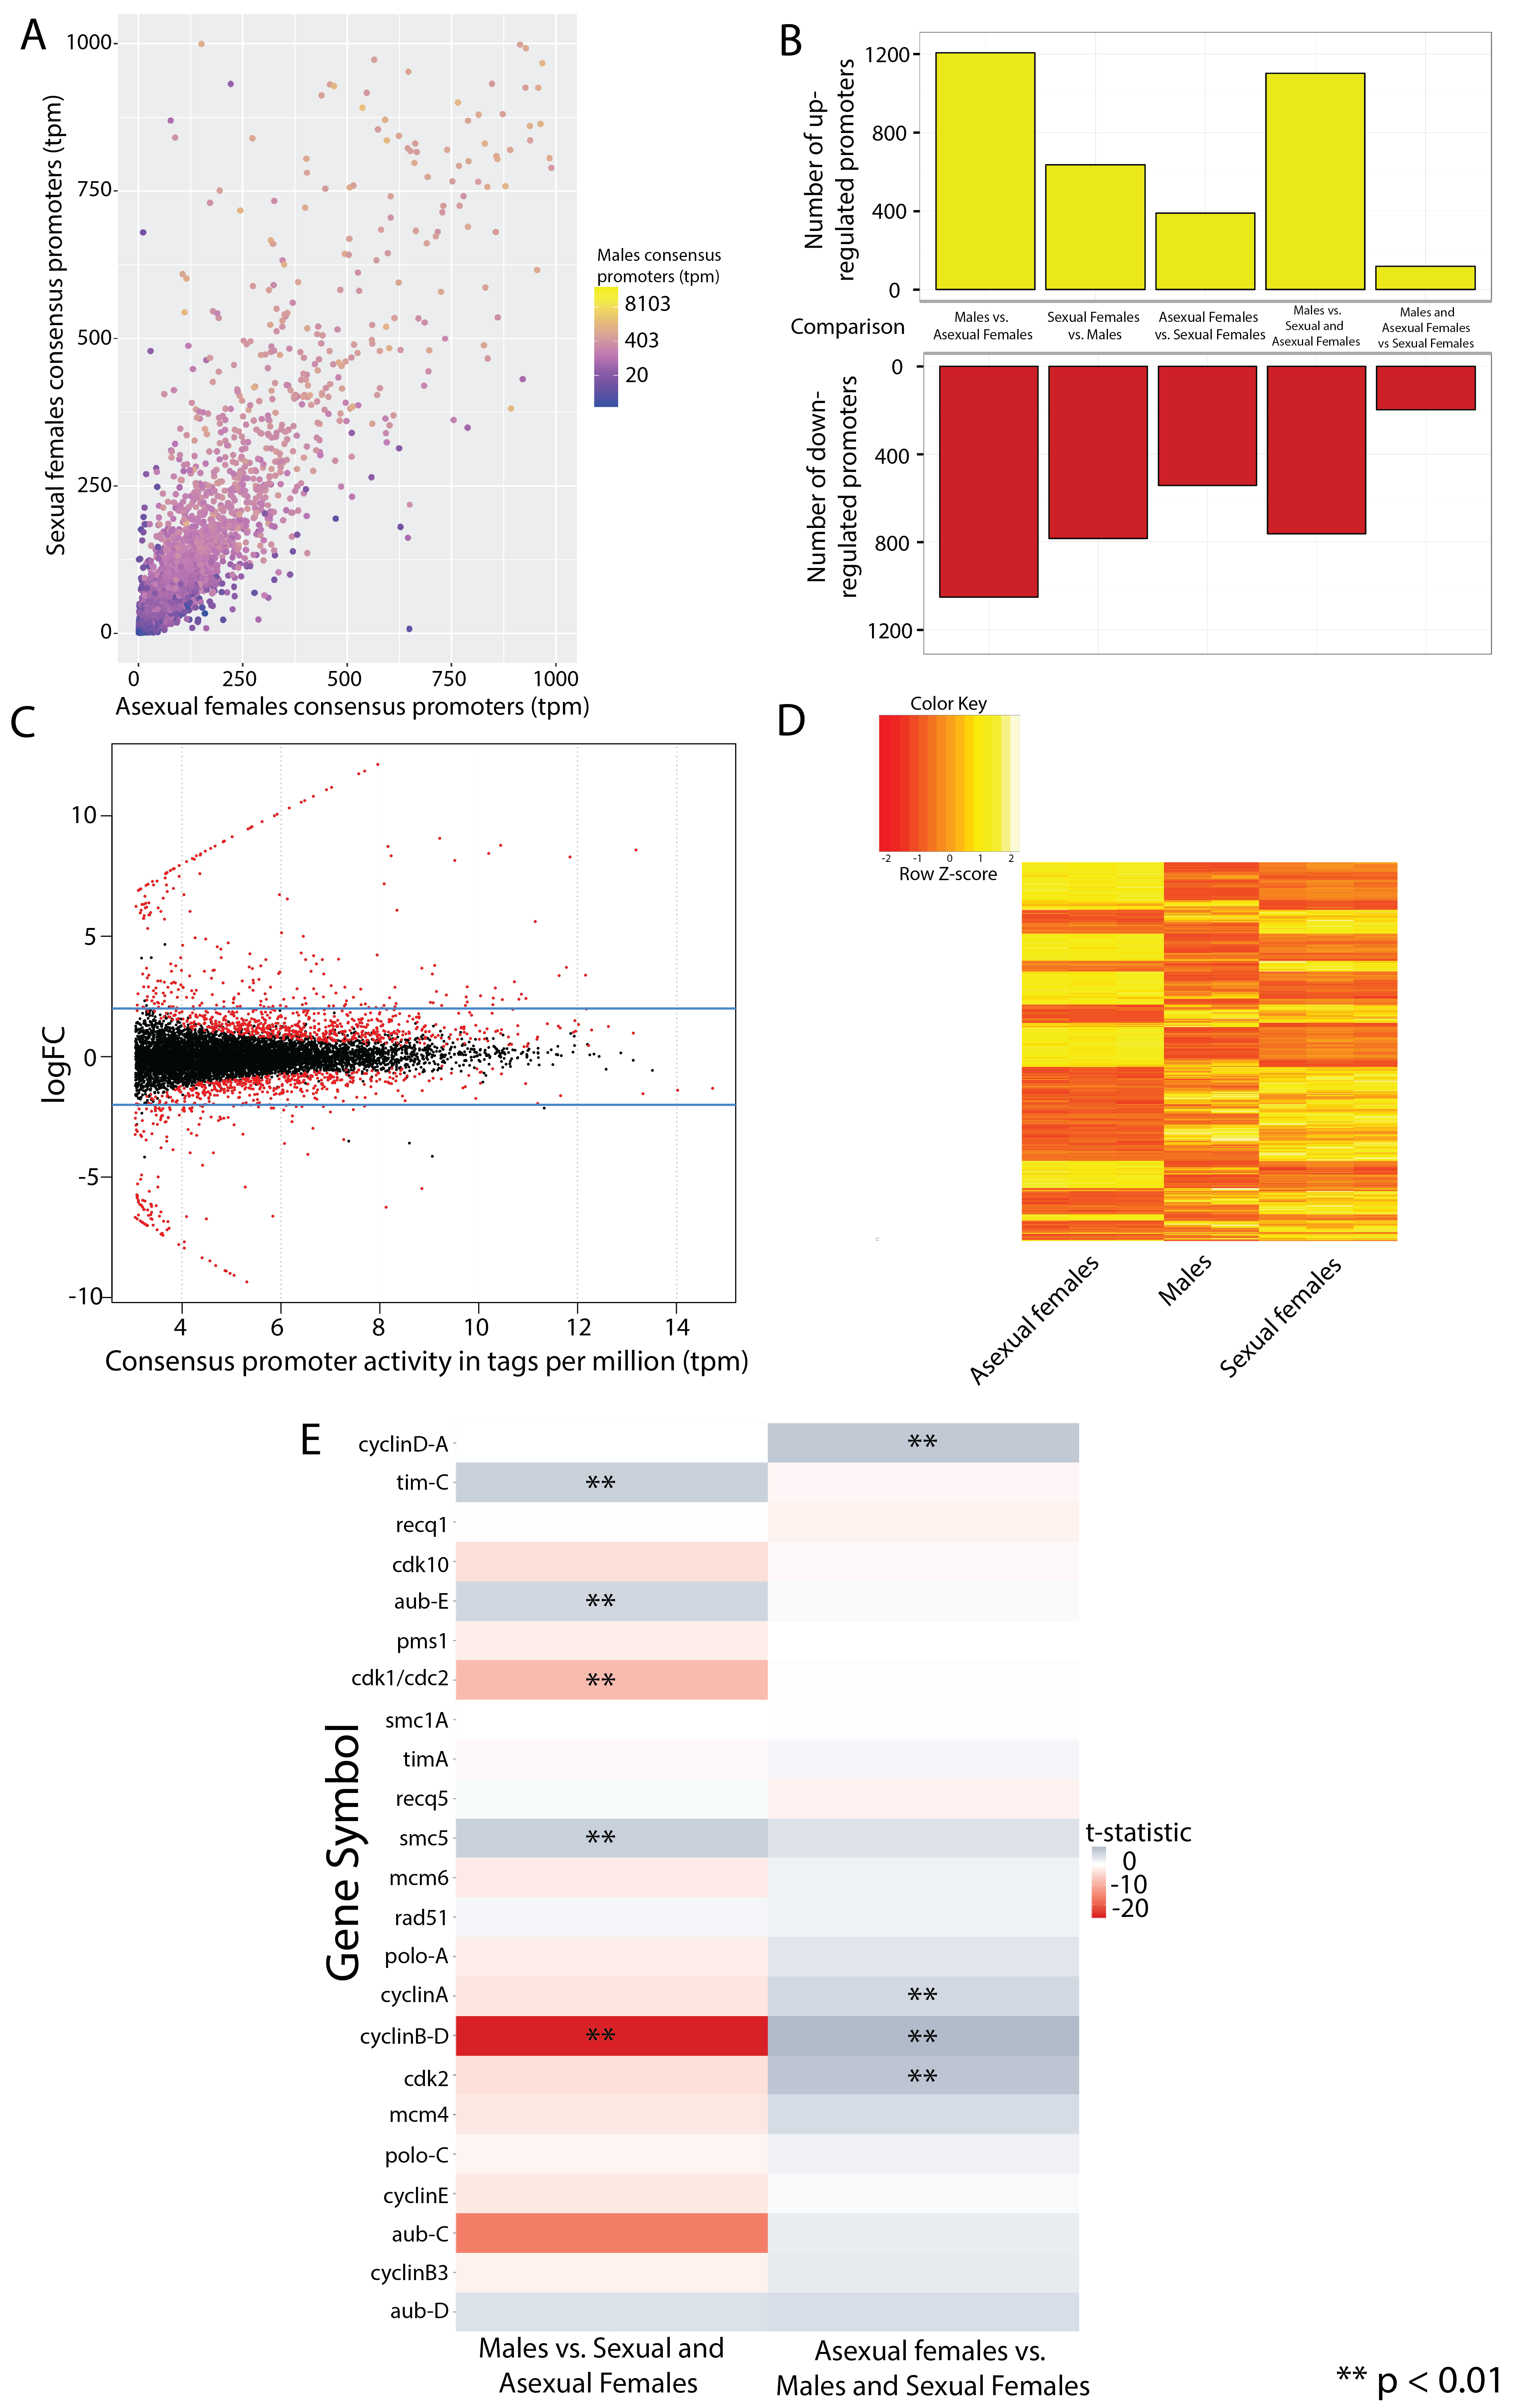 A
1000
750
500
250
0
Sexual females consensus promoters (tpm)
0 250 500 750 1000
Asexual females consensus promoters (tpm)
Males consensus
promoters (tpm)
8103
403
20
B
Number of up-
regulated promoters
1200
800
400
0
Comparison
Males vs.
Asexual Females
Sexual Females
vs. Males
Asexual Females
vs. Sexual Females
Males vs.
Sexual and
Asexual Females
Males and
Asexual Females
vs Sexual Females
Number of down-
regulated promoters
0
400
800
1200
C
logFC
10
5
0
-5
-10
4 6 8 10 12 14
Consensus promoter activity in tags per million (tpm)
D
Color Key
-2 -1 0 1 2
Row Z-score
Asexual females
Males
Sexual females
E
Gene Symbol
cyclinD-A **
tim-C **
recq1
cdk10
aub-E **
pms1
cdk1/cdc2 **
smc1A
timA
recq5
smc5 **
mcm6
rad51
polo-A
cyclinA **
cyclinB-D ** **
cdk2 **
mcm4
polo-C
cyclinE
aub-C
cyclinB3
aub-D
t-statistic
0
-10
-20
Males vs. Sexual and
Asexual Females
Asexual females vs.
Males and Sexual Females
** p < 0.01